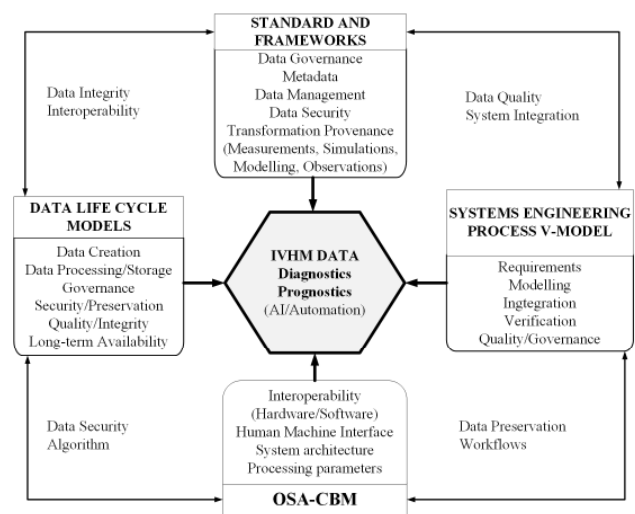 STANDARD AND
FRAMEWORKS
Data Governance
Metadata
Data Management
Data Security
Transformation Provenance
(Measurements, Simulations,
Modelling, Observations)
Data Integrity
Interoperability
Data Quality
System Integration
DATA LIFE CYCLE
MODELS
Data Creation
Data Processing/Storage
Governance
Security/Preservation
Quality/Integrity
Long-term Availability
IVHM DATA
Diagnostics
Prognostics
(AI/Automation)
SYSTEMS ENGINEERING
PROCESS V-MODEL
Requirements
Modelling
Ingtegration
Verification
Quality/Governance
Data Security
Algorithm
Interoperability
(Hardware/Software)
Human Machine Interface
System architecture
Processing parameters
OSA-CBM
Data Preservation
Workflows